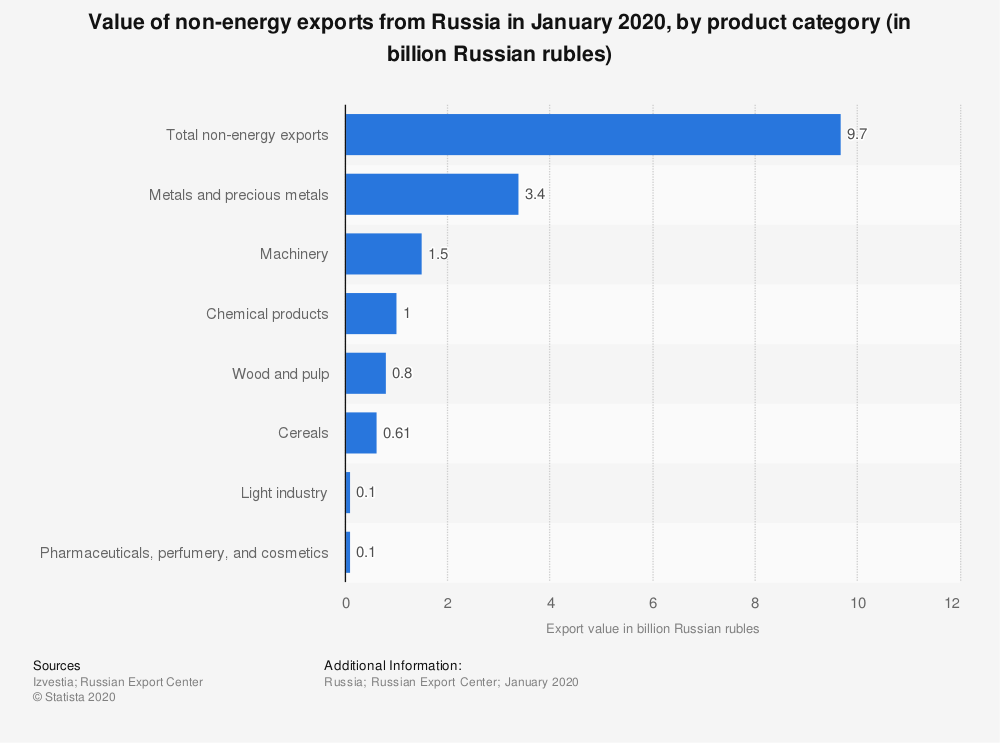 Value of non-energy exports from Russia in January 2020, by product category (in
billion Russian rubles)
Total non-energy exports
9.7
Metals and precious metals
3.4
Machinery
1.5
Chemical products
1
Wood and pulp
0.8
Cereals
0.61
Light industry
0.1
Pharmaceuticals, perfumery, and cosmetics
0.1
0 2 4 6 8 10 12
Export value in billion Russian rubles
Sources
Izvestia; Russian Export Center
© Statista 2020
Additional Information:
Russia; Russian Export Center; January 2020